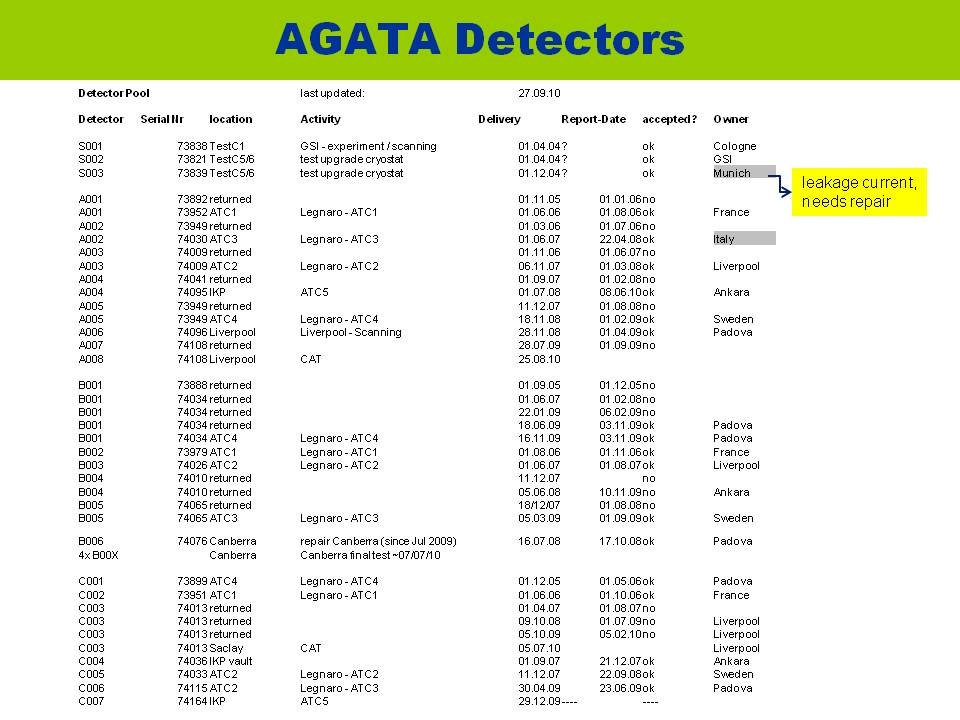 AGATA Detectors
Detector Pool last updated: 27.09.10
Detector Serial Nr location Activity Delivery Report-Date accepted? Owner
S001 73838 TestC1 GSI - experiment / scanning 01.04.04 ? ok Cologne
S002 73821 TestC5/6 test upgrade cryostat 01.04.04 ? ok GSI
S003 73839 TestC5/6 test upgrade cryostat 01.12.04 ? ok Munich
leakage current,
needs repair
A001 73892 returned 01.11.05 01.01.06 no
A001 73952 ATC1 Legnaro - ATC1 01.06.06 01.08.06 ok France
A002 73949 returned 01.03.06 01.07.06 no
A002 74030 ATC3 Legnaro - ATC3 01.06.07 22.04.08 ok Italy
A003 74009 returned 01.11.06 01.06.07 no
A003 74009 ATC2 Legnaro - ATC2 06.11.07 01.03.08 ok Liverpool
A004 74041 returned 01.09.07 01.02.08 no
A004 74095 IKP ATC5 01.07.08 08.06.10 ok Ankara
A005 73949 returned 11.12.07 01.08.08 no
A005 73949 ATC4 Legnaro - ATC4 18.11.08 01.02.09 ok Sweden
A006 74096 Liverpool Liverpool - Scanning 28.11.08 01.04.09 ok Padova
A007 74108 returned 28.07.09 01.09.09 no
A008 74108 Liverpool CAT 25.08.10
B001 73888 returned 01.09.05 01.12.05 no
B001 74034 returned 01.06.07 01.02.08 no
B001 74034 returned 22.01.09 06.02.09 no
B001 74034 returned 18.06.09 03.11.09 ok Padova
B001 74034 ATC4 Legnaro - ATC4 16.11.09 03.11.09 ok Padova
B002 73979 ATC1 Legnaro - ATC1 01.08.06 01.11.06 ok France
B003 74026 ATC2 Legnaro - ATC2 01.06.07 01.08.07 ok Liverpool
B004 74010 returned 11.12.07 no
B004 74010 returned 05.06.08 10.11.09 no Ankara
B005 74065 returned 18/12/07 01.08.08 no
B005 74065 ATC3 Legnaro - ATC3 05.03.09 01.09.09 ok Sweden
B006 74076 Canberra repair Canberra (since Jul 2009) 16.07.08 17.10.08 ok Padova
4x B00X Canberra Canberra final test ~07/07/10
C001 73899 ATC4 Legnaro - ATC4 01.12.05 01.05.06 ok Padova
C002 73951 ATC1 Legnaro - ATC1 01.06.06 01.10.06 ok France
C003 74013 returned 01.04.07 01.08.07 no
C003 74013 returned 09.10.08 01.07.09 no Liverpool
C003 74013 returned 05.10.09 05.02.10 no Liverpool
C003 74013 Saclay CAT 05.07.10 Liverpool
C004 74036 IKP vault 01.09.07 21.12.07 ok Ankara
C005 74033 ATC2 Legnaro - ATC2 11.12.07 22.09.08 ok Sweden
C006 74115 ATC2 Legnaro - ATC3 30.04.09 23.06.09 ok Padova
C007 74164 IKP ATC5 29.12.09 ---- ----